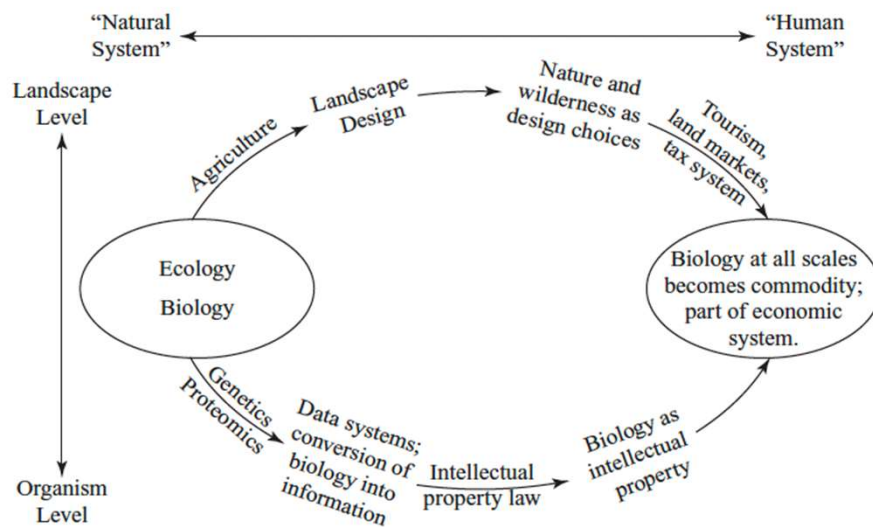 “Natural
System”
“Human
System”
Landscape
Level
Agriculture
Landscape
Design
Nature and
wilderness as
design choices
Tourism,
land markets,
tax system
Ecology
Biology
Biology at all scales
becomes commodity;
part of economic
system.
Genetics
Proteomics
Data systems;
conversion of
biology into
information
Intellectual
property law
Biology as
intellectual
property
Organism
Level